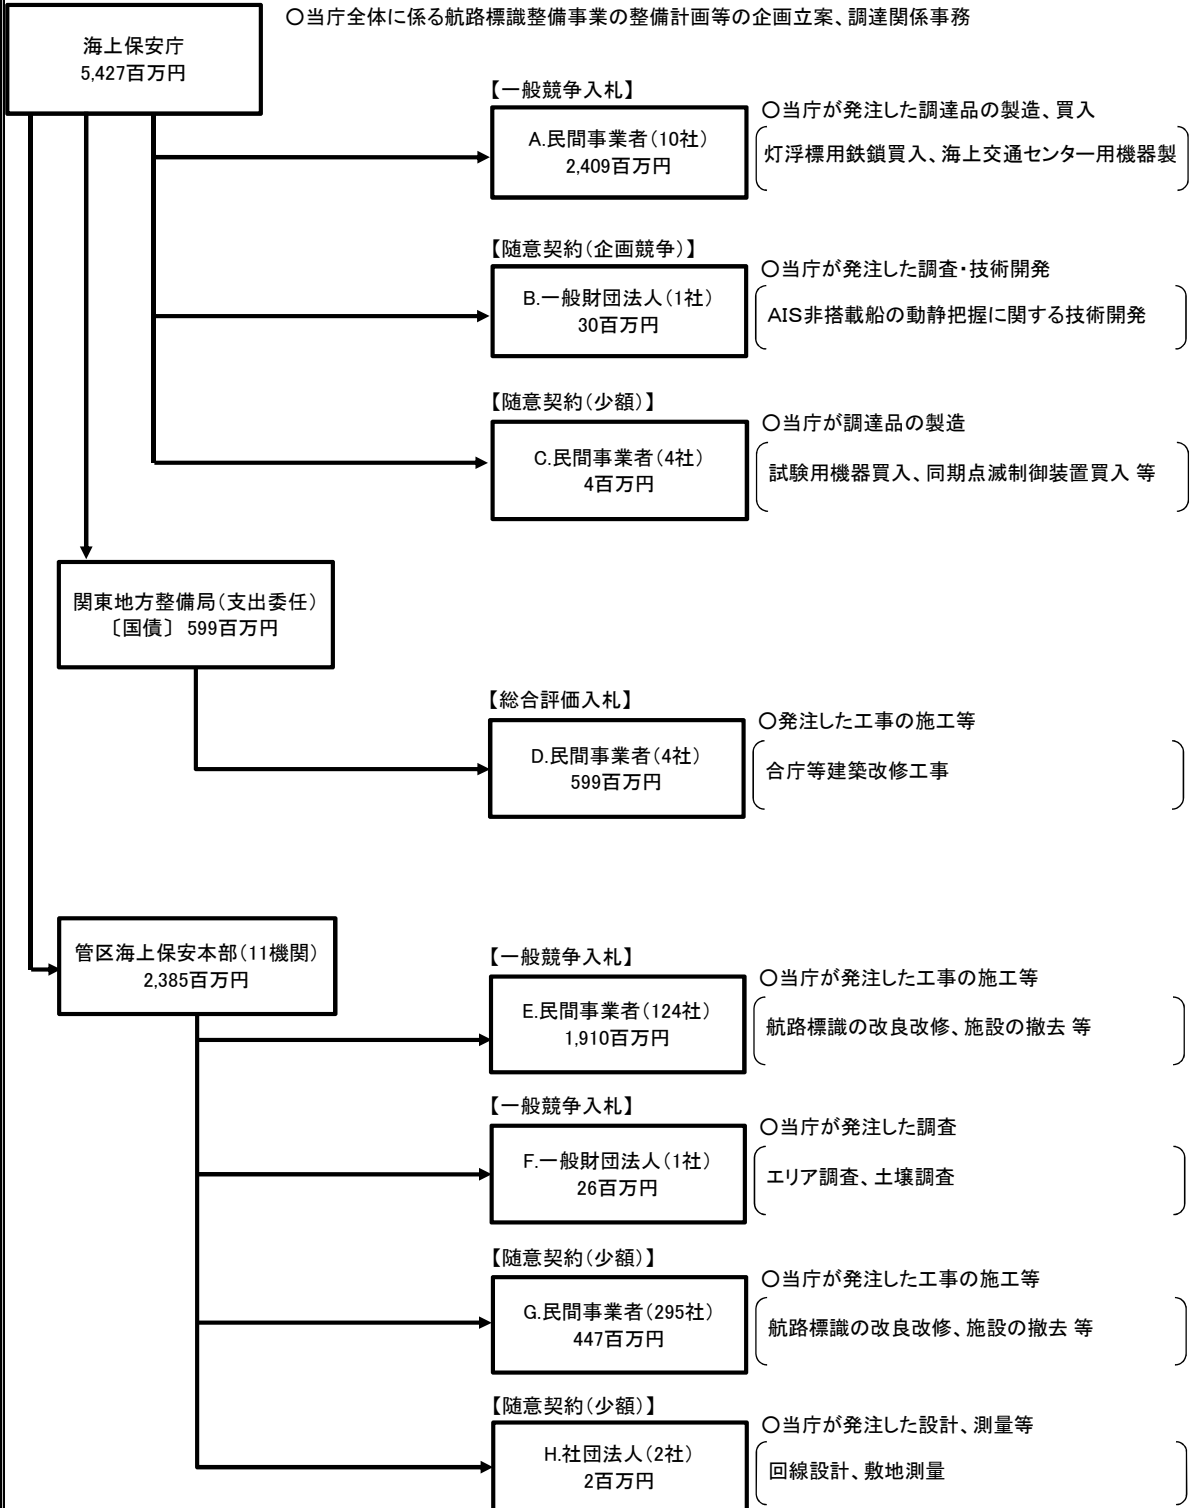 〇当庁全体に係る航路標識整備事業の整備計画等の企画立案、調達関係事務
海上保安庁
5,427百万円
【一般競争入札】
〇当庁が発注した調達品の製造、買入
A.民間事業者(10社)
2,409百万円
灯浮標用鉄鎖買入、海上交通センター用機器製
【随意契約(企画競争)】
〇当庁が発注した調査・技術開発
B.一般財団法人(1社)
30百万円
AIS非搭載船の動静把握に関する技術開発
【随意契約(少額)】
〇当庁が調達品の製造
C.民間事業者(4社)
4百万円
試験用機器買入、同期点滅制御装置買入 等
関東地方整備局(支出委任)
〔国債〕 599百万円
【総合評価入札】
〇発注した工事の施工等
D.民間事業者(4社)
599百万円
合庁等建築改修工事
管区海上保安本部(11機関)
2,385百万円
【一般競争入札】
〇当庁が発注した工事の施工等
E.民間事業者(124社)
1,910百万円
航路標識の改良改修、施設の撤去 等
【一般競争入札】
〇当庁が発注した調査
F.一般財団法人(1社)
26百万円
エリア調査、土壌調査
【随意契約(少額)】
〇当庁が発注した工事の施工等
G.民間事業者(295社)
447百万円
航路標識の改良改修、施設の撤去 等
【随意契約(少額)】
〇当庁が発注した設計、測量等
H.社団法人(2社)
2百万円
回線設計、敷地測量